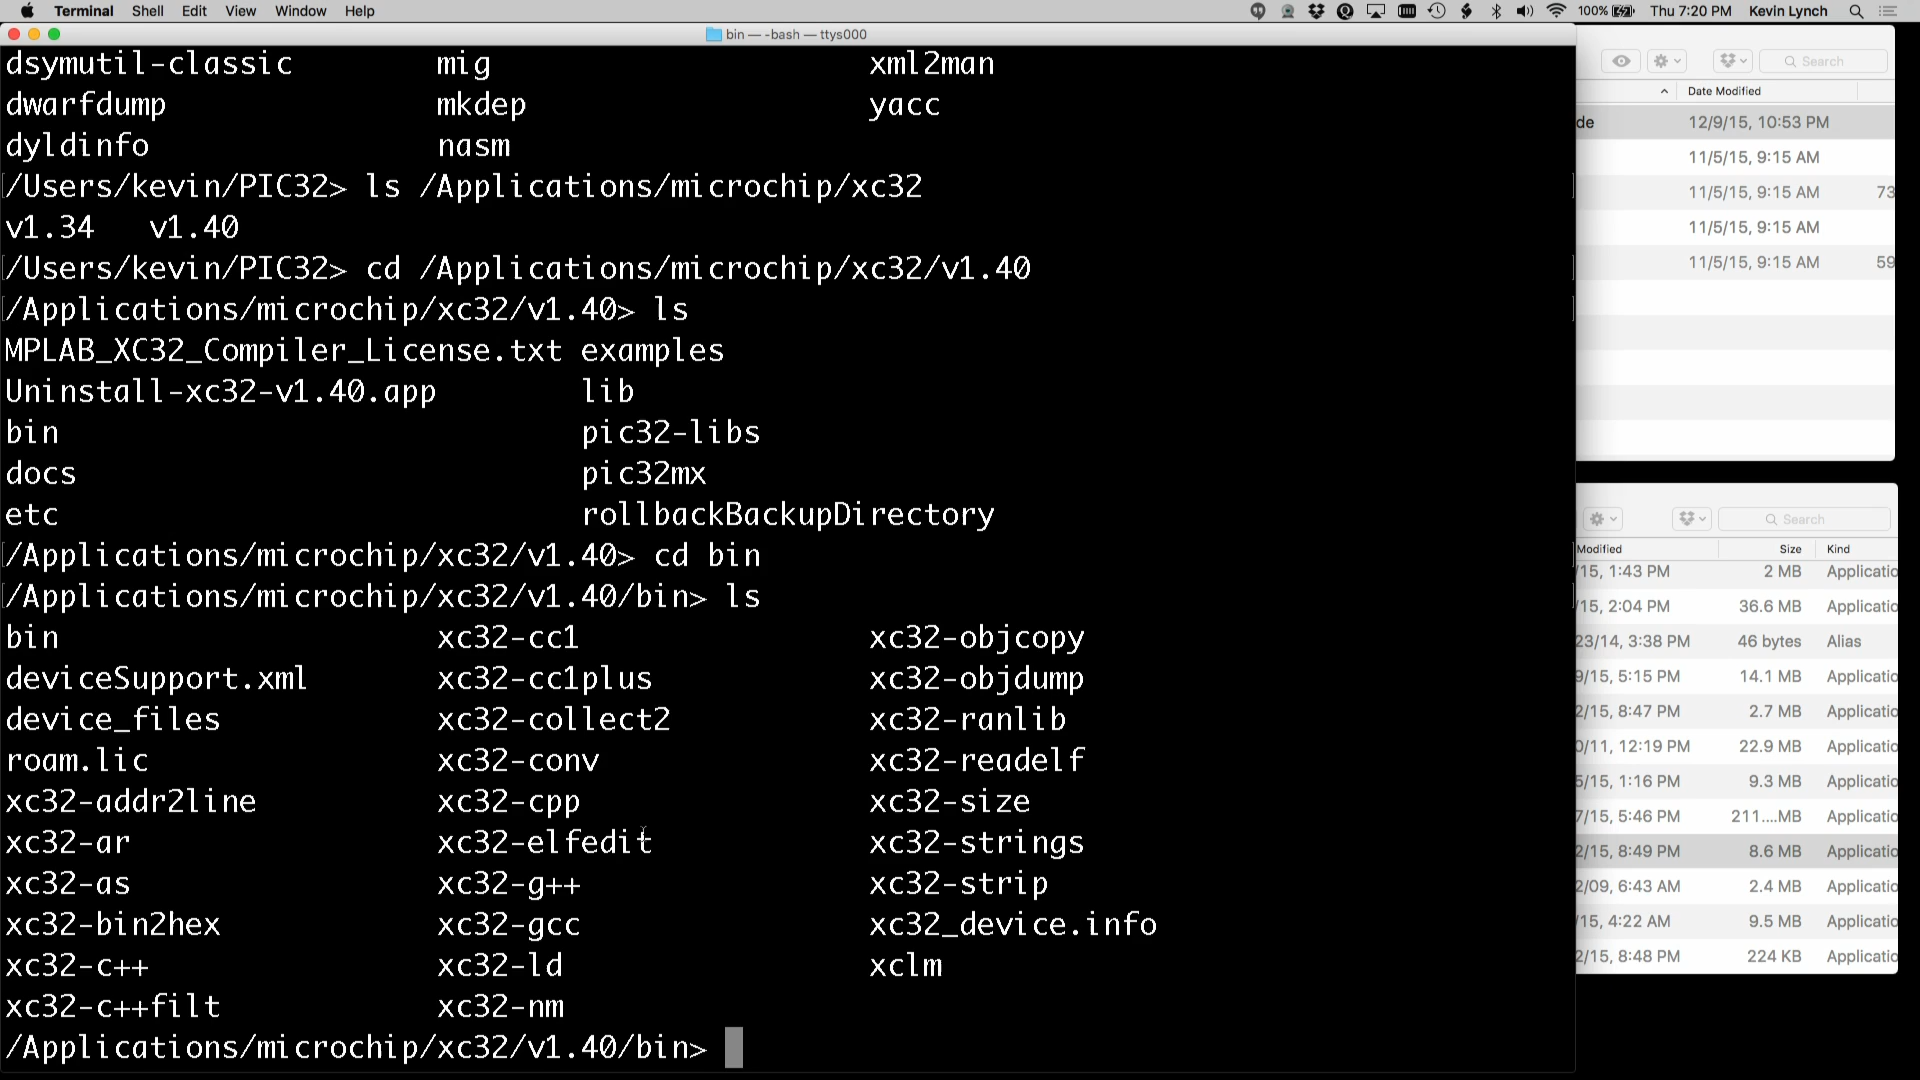 Terminal Shell Edit View Window Help 100% Thu 7:20 PM Kevin Lynch
bin — -bash — ttys000
dsymutil-classic mig xml2man
dwarfdump mkdep yacc
dyldinfo nasm
/Users/kevin/PIC32> ls /Applications/microchip/xc32
v1.34 v1.40
/Users/kevin/PIC32> cd /Applications/microchip/xc32/v1.40
/Applications/microchip/xc32/v1.40> ls
MPLAB_XC32_Compiler_License.txt examples
Uninstall-xc32-v1.40.app lib
bin pic32-libs
docs pic32mx
etc rollbackBackupDirectory
/Applications/microchip/xc32/v1.40> cd bin
/Applications/microchip/xc32/v1.40/bin> ls
bin xc32-cc1 xc32-objcopy
deviceSupport.xml xc32-cc1plus xc32-objdump
device_files xc32-collect2 xc32-ranlib
roam.lic xc32-conv xc32-readelf
xc32-addr2line xc32-cpp xc32-size
xc32-ar xc32-elfedit xc32-strings
xc32-as xc32-g++ xc32-strip
xc32-bin2hex xc32-gcc xc32_device.info
xc32-c++ xc32-ld xclm
xc32-c++filt xc32-nm
/Applications/microchip/xc32/v1.40/bin>
Search
Date Modified
de 12/9/15, 10:53 PM
11/5/15, 9:15 AM
11/5/15, 9:15 AM 73
11/5/15, 9:15 AM
11/5/15, 9:15 AM 59
Search
Modified Size Kind
/15, 1:43 PM 2 MB Applicatio
/15, 2:04 PM 36.6 MB Applicatio
23/14, 3:38 PM 46 bytes Alias
9/15, 5:15 PM 14.1 MB Applicatio
2/15, 8:47 PM 2.7 MB Applicatio
0/11, 12:19 PM 22.9 MB Applicatio
5/15, 1:16 PM 9.3 MB Applicatio
7/15, 5:46 PM 211....MB Applicatio
2/15, 8:49 PM 8.6 MB Applicatio
2/09, 6:43 AM 2.4 MB Applicatio
/15, 4:22 AM 9.5 MB Applicatio
2/15, 8:48 PM 224 KB Applicatio